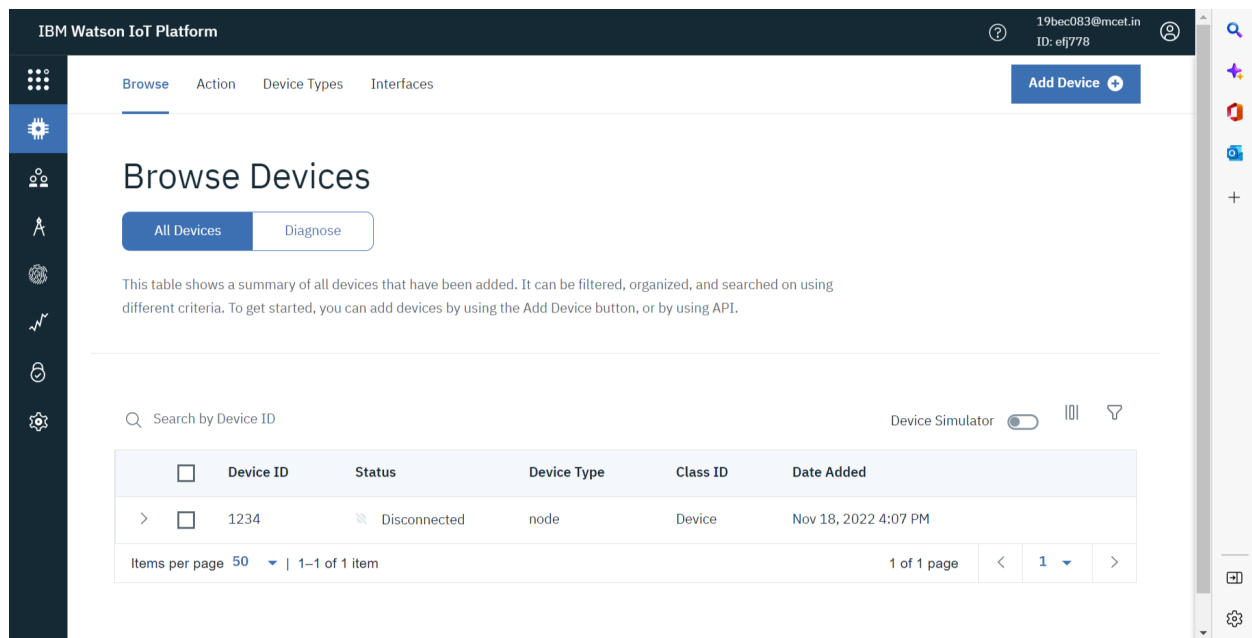 IBM Watson IoT Platform
19bec083@mcet.in
ID: efj778
Browse Action Device Types Interfaces
Add Device
Browse Devices
All Devices Diagnose
This table shows a summary of all devices that have been added. It can be filtered, organized, and searched on using
different criteria. To get started, you can add devices by using the Add Device button, or by using API.
Search by Device ID
Device Simulator
Device ID Status Device Type Class ID Date Added
1234 Disconnected node Device Nov 18, 2022 4:07 PM
Items per page 50 | 1–1 of 1 item 1 of 1 page 1